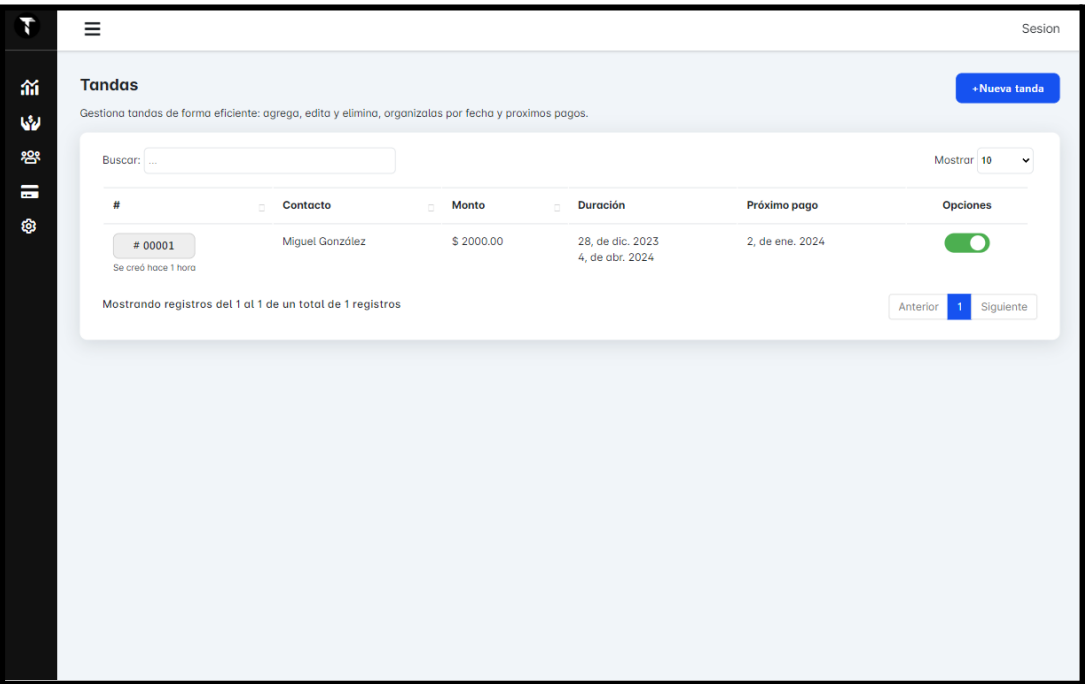 Sesion
Tandas
+Nueva tanda
Gestiona tandas de forma eficiente: agrega, edita y elimina, organizalas por fecha y proximos pagos.
Buscar: ... Mostrar 10
# Contacto Monto Duración Próximo pago Opciones
# 00001 Miguel González $ 2000.00 28, de dic. 2023 2, de ene. 2024
Se creó hace 1 hora 4, de abr. 2024
Mostrando registros del 1 al 1 de un total de 1 registros
Anterior 1 Siguiente